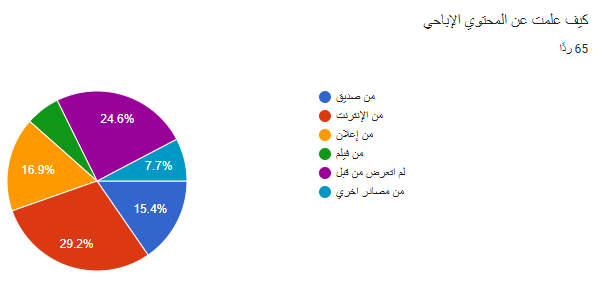 كيف علمت عن المحتوي الإباحي
65 ردًا
من صديق
من الإنترنت
من إعلان
من فيلم
لم اتعرض من قبل
من مصادر اخري
24.6%
7.7%
16.9%
15.4%
29.2%